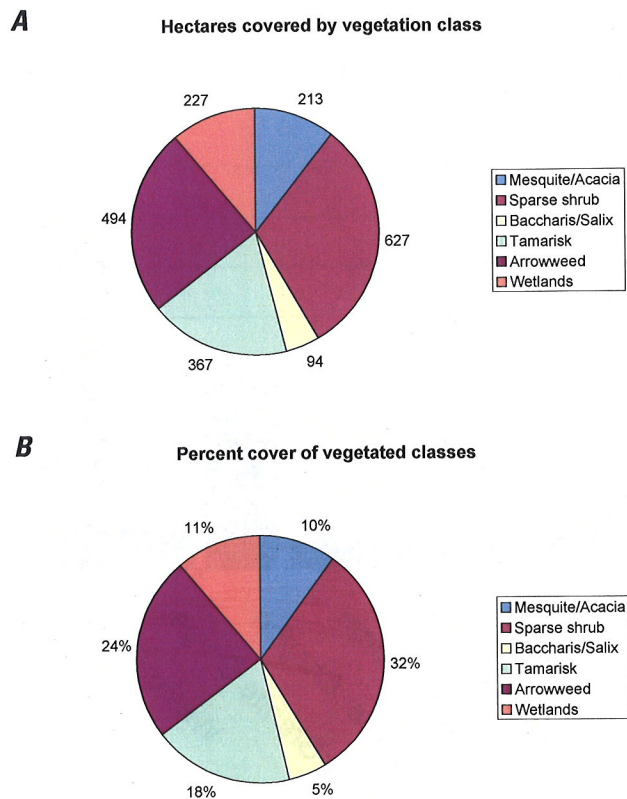 A
Hectares covered by vegetation class
227
213
494
627
367
94
Mesquite/Acacia
Sparse shrub
Baccharis/Salix
Tamarisk
Arrowweed
Wetlands
B
Percent cover of vegetated classes
11%
10%
24%
32%
18%
5%
Mesquite/Acacia
Sparse shrub
Baccharis/Salix
Tamarisk
Arrowweed
Wetlands